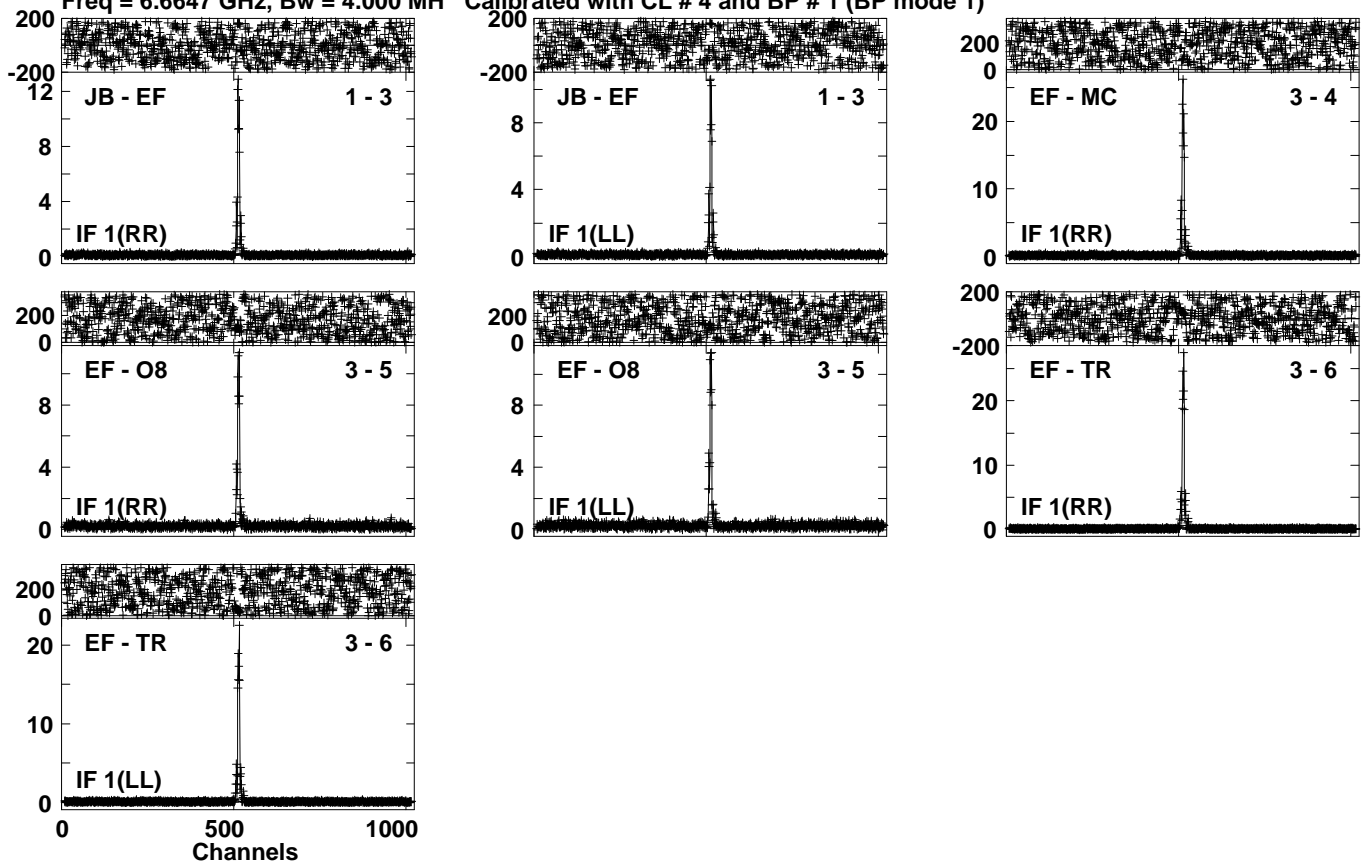 Freq = 6.6647 GHz, Bw = 4.000 MH Calibrated with CL # 4 and BP # 1 (BP mode 1)
200
-200
12
8
4
0
JB - EF 1 - 3
IF 1(RR)
200
-200
8
4
0
JB - EF 1 - 3
IF 1(LL)
200
0
20
10
0
EF - MC 3 - 4
IF 1(RR)
200
0
8
4
0
EF - O8 3 - 5
IF 1(RR)
200
0
8
4
0
EF - O8 3 - 5
IF 1(LL)
200
-200
20
10
0
EF - TR 3 - 6
IF 1(RR)
200
0
20
10
0
EF - TR 3 - 6
IF 1(LL)
0 500 1000
Channels